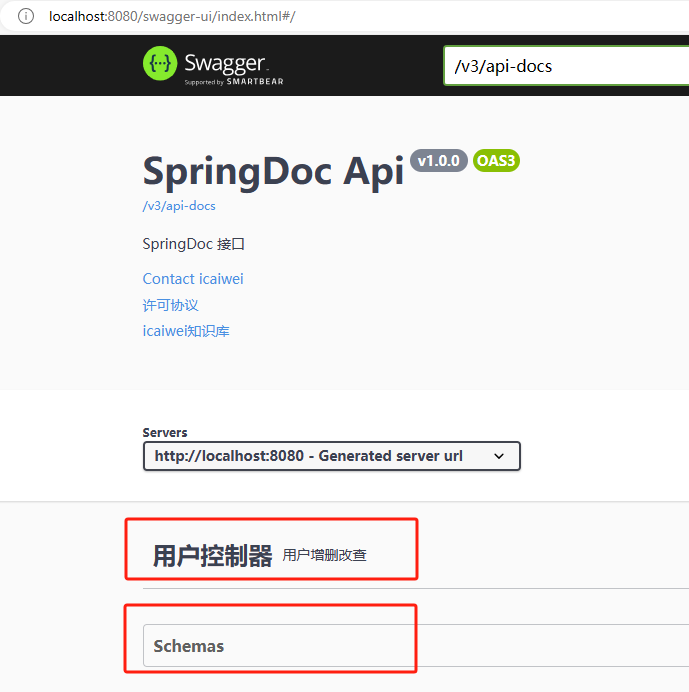 localhost:8080/swagger-ui/index.html#/
Swagger
Supported by SMARTBEAR
/v3/api-docs
SpringDoc Api v1.0.0 OAS3
/v3/api-docs
SpringDoc 接口
Contact icaiwei
许可协议
icaiwei知识库
Servers
http://localhost:8080 - Generated server url
用户控制器 用户增删改查
Schemas